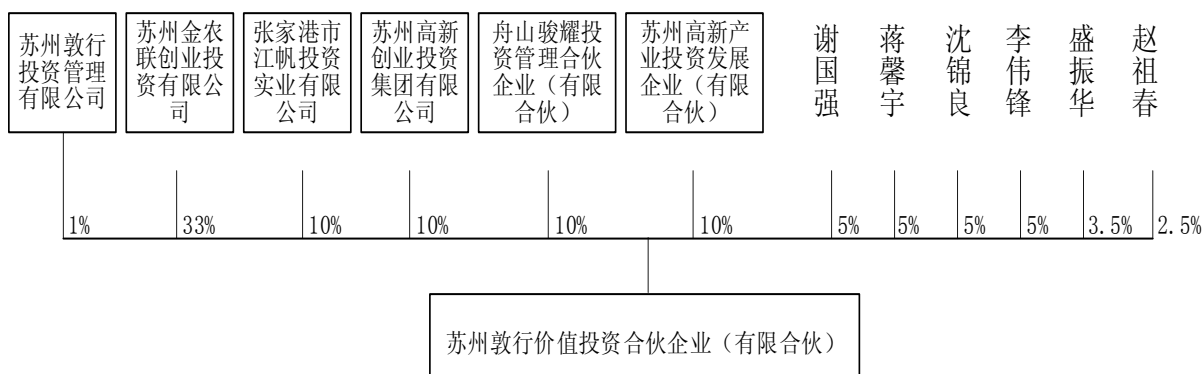 苏州敦行
投资管理
有限公司
苏州金农
联创业投
资有限公
司
张家港市
江帆投资
实业有限
公司
苏州高新
创业投资
集团有限
公司
舟山骏耀投
资管理合伙
企业（有限
合伙）
苏州高新产
业投资发展
企业（有限
合伙）
谢国强
蒋馨宇
沈锦良
李伟锋
盛振华
赵祖春
1%
33%
10%
10%
10%
10%
5%
5%
5%
5%
3.5%
2.5%
苏州敦行价值投资合伙企业（有限合伙）